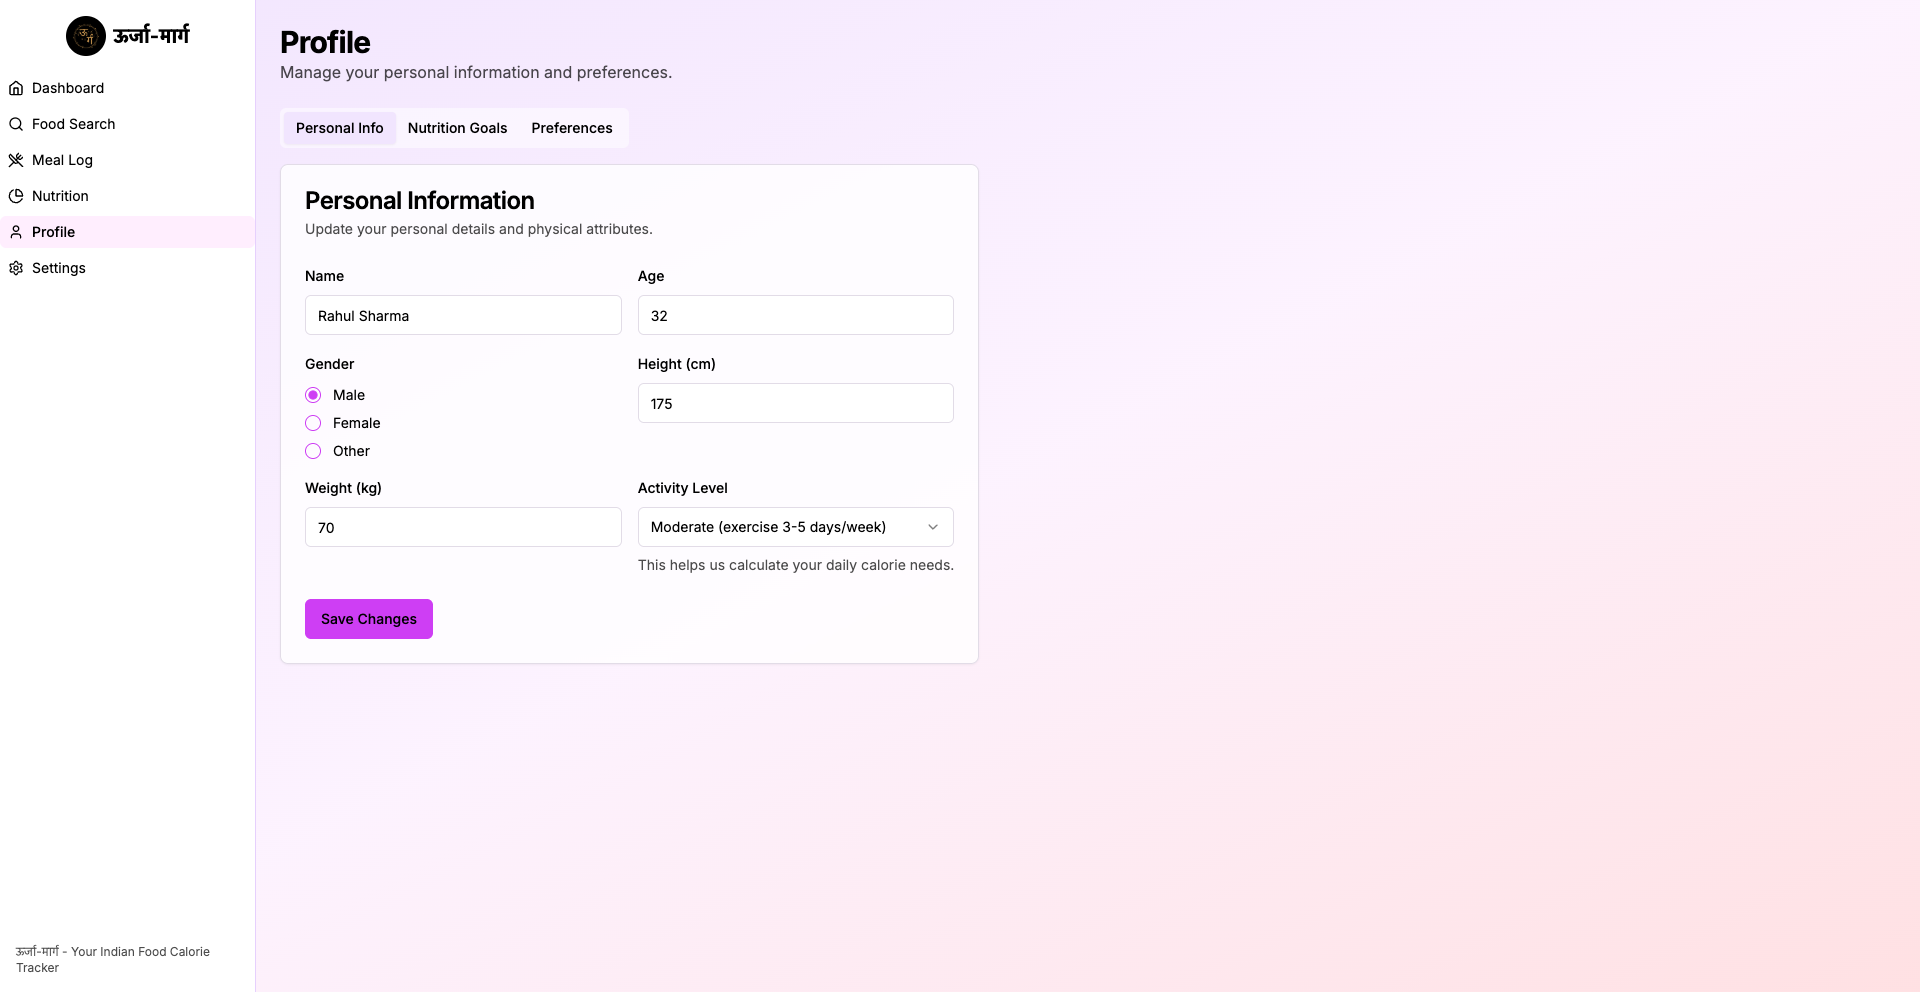 ऊर्जा-मार्ग
Dashboard
Food Search
Meal Log
Nutrition
Profile
Settings
ऊर्जा-मार्ग - Your Indian Food Calorie
Tracker
Profile
Manage your personal information and preferences.
Personal Info Nutrition Goals Preferences
Personal Information
Update your personal details and physical attributes.
Name Age
Rahul Sharma 32
Gender Height (cm)
Male
175
Female
Other
Weight (kg) Activity Level
70 Moderate (exercise 3-5 days/week)
This helps us calculate your daily calorie needs.
Save Changes